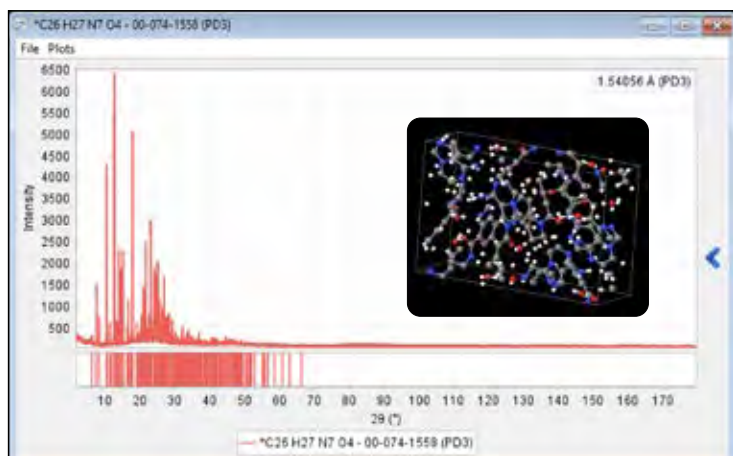 *C26 H27 N7 O4 - 00-074-1558 (PD3)
File Plots
1.54056 A (PD3)
6500
6000
5500
5000
4500
4000
3500
3000
2500
2000
1500
1000
500
Intensity
10 20 30 40 50 60 70 80 90 100 110 120 130 140 150 160 170
2θ (°)
*C26 H27 N7 O4 - 00-074-1558 (PD3)